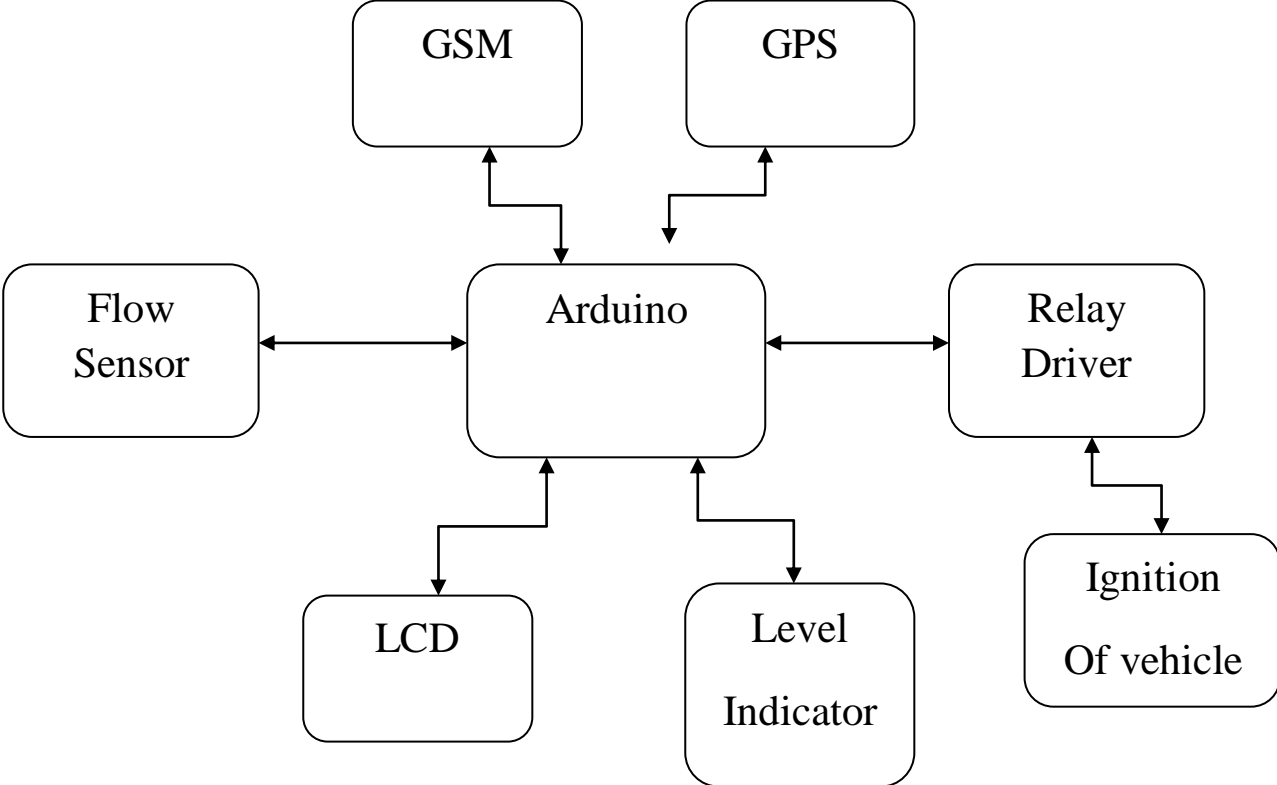 GSM
GPS
Flow
Sensor
Arduino
Relay
Driver
LCD
Level
Indicator
Ignition
Of vehicle